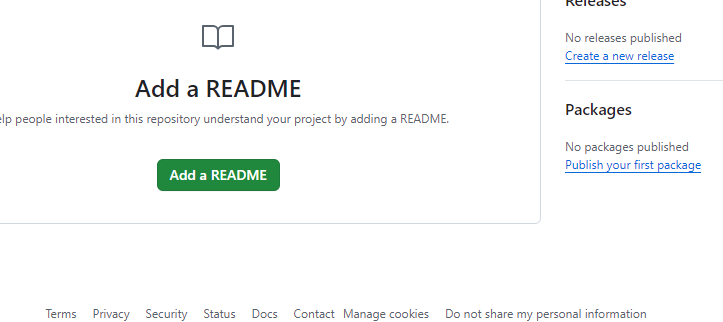 Releases
No releases published
Create a new release
Add a README
people interested in this repository understand your project by adding a README.
Add a README
Packages
No packages published
Publish your first package
Terms Privacy Security Status Docs Contact Manage cookies Do not share my personal information